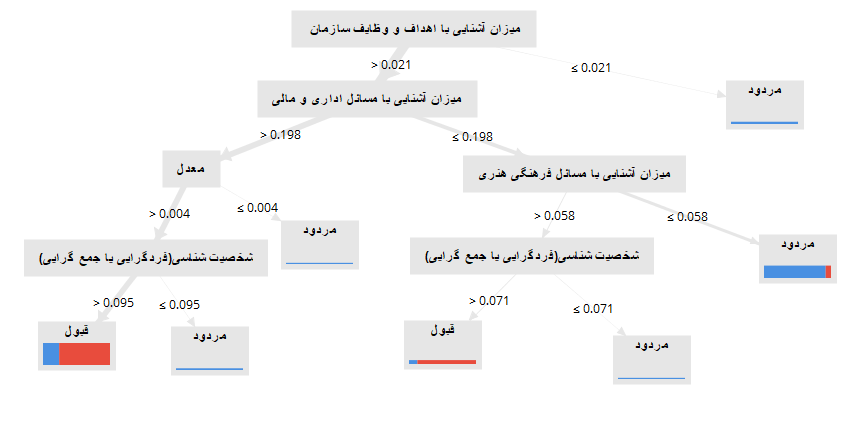 میزان آشنایی با اهداف و وظایف سازمان
> 0.021
≤ 0.021
میزان آشنایی با مسائل اداری و مالی
مردود
> 0.198
≤ 0.198
معدل
میزان آشنایی با مسائل فرهنگی هنری
> 0.004
≤ 0.004
> 0.058
≤ 0.058
شخصیت شناسی(فردگرایی یا جمع گرایی)
مردود
شخصیت شناسی(فردگرایی یا جمع گرایی)
مردود
> 0.095
≤ 0.095
> 0.071
≤ 0.071
قبول
مردود
قبول
مردود